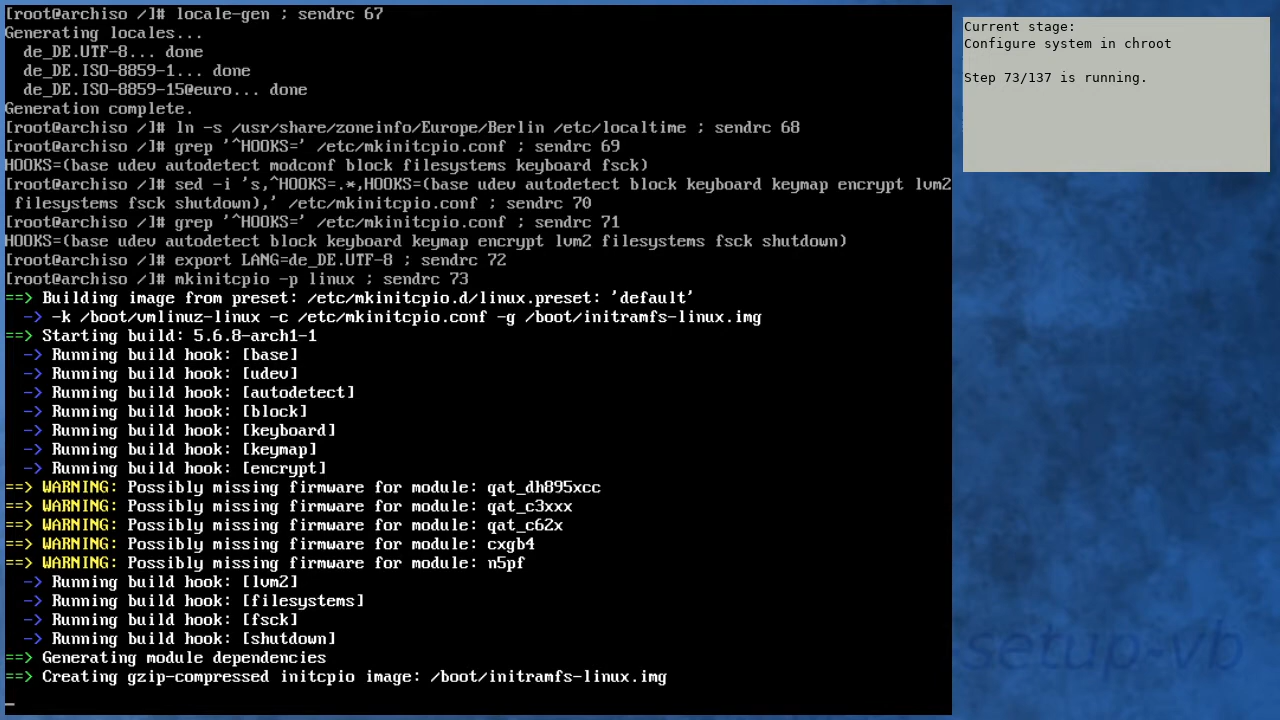 [root@archiso /]# locale-gen ; sendrc 67
Generating locales...
  de_DE.UTF-8... done
  de_DE.ISO-8859-1... done
  de_DE.ISO-8859-15@euro... done
Generation complete.
[root@archiso /]# ln -s /usr/share/zoneinfo/Europe/Berlin /etc/localtime ; sendrc 68
[root@archiso /]# grep '^HOOKS=' /etc/mkinitcpio.conf ; sendrc 69
HOOKS=(base udev autodetect modconf block filesystems keyboard fsck)
[root@archiso /]# sed -i 's,^HOOKS=.*,HOOKS=(base udev autodetect block keyboard keymap encrypt lvm2
 filesystems fsck shutdown),' /etc/mkinitcpio.conf ; sendrc 70
[root@archiso /]# grep '^HOOKS=' /etc/mkinitcpio.conf ; sendrc 71
HOOKS=(base udev autodetect block keyboard keymap encrypt lvm2 filesystems fsck shutdown)
[root@archiso /]# export LANG=de_DE.UTF-8 ; sendrc 72
[root@archiso /]# mkinitcpio -p linux ; sendrc 73
==> Building image from preset: /etc/mkinitcpio.d/linux.preset: 'default'
  -> -k /boot/vmlinuz-linux -c /etc/mkinitcpio.conf -g /boot/initramfs-linux.img
==> Starting build: 5.6.8-arch1-1
  -> Running build hook: [base]
  -> Running build hook: [udev]
  -> Running build hook: [autodetect]
  -> Running build hook: [block]
  -> Running build hook: [keyboard]
  -> Running build hook: [keymap]
  -> Running build hook: [encrypt]
==> WARNING: Possibly missing firmware for module: qat_dh895xcc
==> WARNING: Possibly missing firmware for module: qat_c3xxx
==> WARNING: Possibly missing firmware for module: qat_c62x
==> WARNING: Possibly missing firmware for module: cxgb4
==> WARNING: Possibly missing firmware for module: n5pf
  -> Running build hook: [lvm2]
  -> Running build hook: [filesystems]
  -> Running build hook: [fsck]
  -> Running build hook: [shutdown]
==> Generating module dependencies
==> Creating gzip-compressed initcpio image: /boot/initramfs-linux.img
_
Current stage:
Configure system in chroot
Step 73/137 is running.
setup-vb